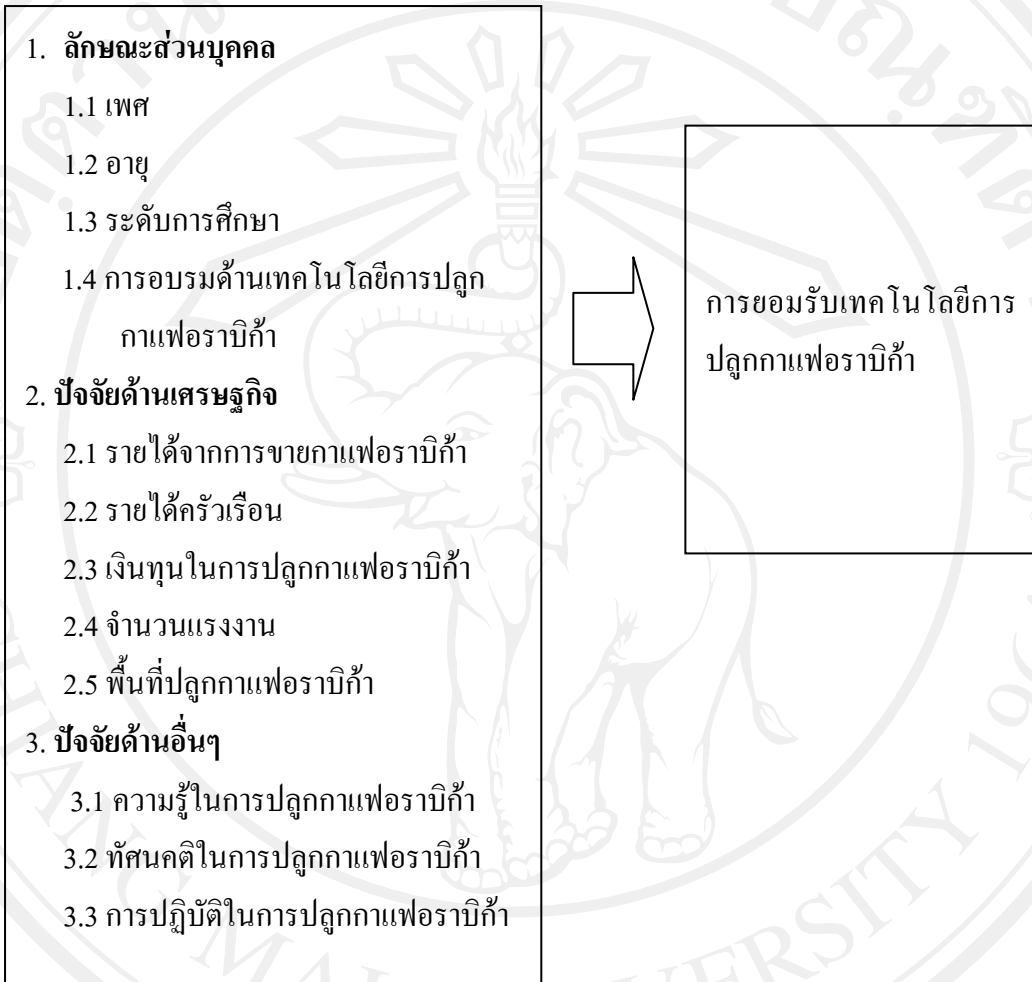 1. ลักษณะส่วนบุคคล
1.1 เพศ
1.2 อายุ
1.3 ระดับการศึกษา
1.4 การอบรมด้านเทคโนโลยีการปลูก
กาแฟอราบิก้า
2. ปัจจัยด้านเศรษฐกิจ
2.1 รายได้จากการขายกาแฟอราบิก้า
2.2 รายได้ครัวเรือน
2.3 เงินทุนในการปลูกกาแฟอราบิก้า
2.4 จำนวนแรงงาน
2.5 พื้นที่ปลูกกาแฟอราบิก้า
3. ปัจจัยด้านอื่นๆ
3.1 ความรู้ในการปลูกกาแฟอราบิก้า
3.2 ทัศนคติในการปลูกกาแฟอราบิก้า
3.3 การปฏิบัติในการปลูกกาแฟอราบิก้า
การยอมรับเทคโนโลยีการ
ปลูกกาแฟอราบิก้า